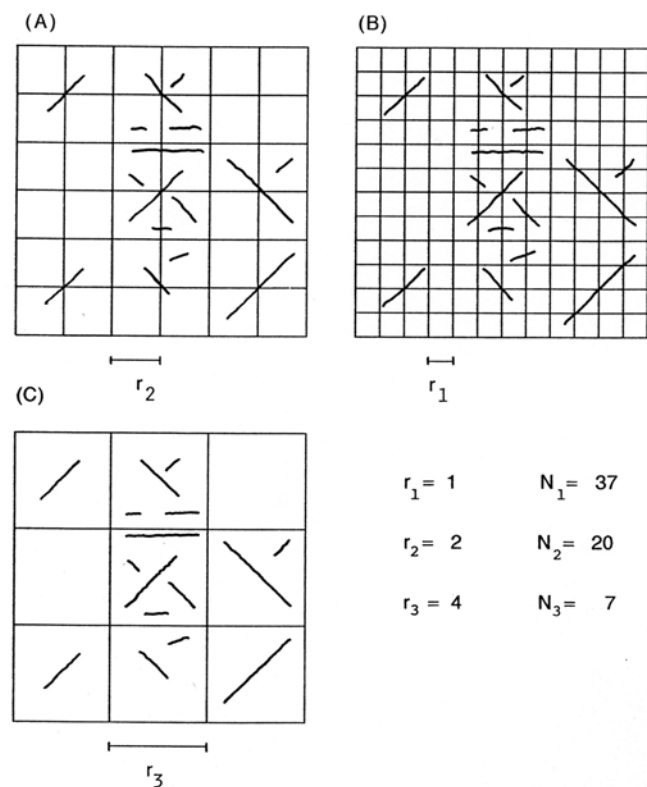 (A)
(B)
r2
r1
(C)
r3
r1= 1 N1= 37
r2= 2 N2= 20
r3= 4 N3= 7